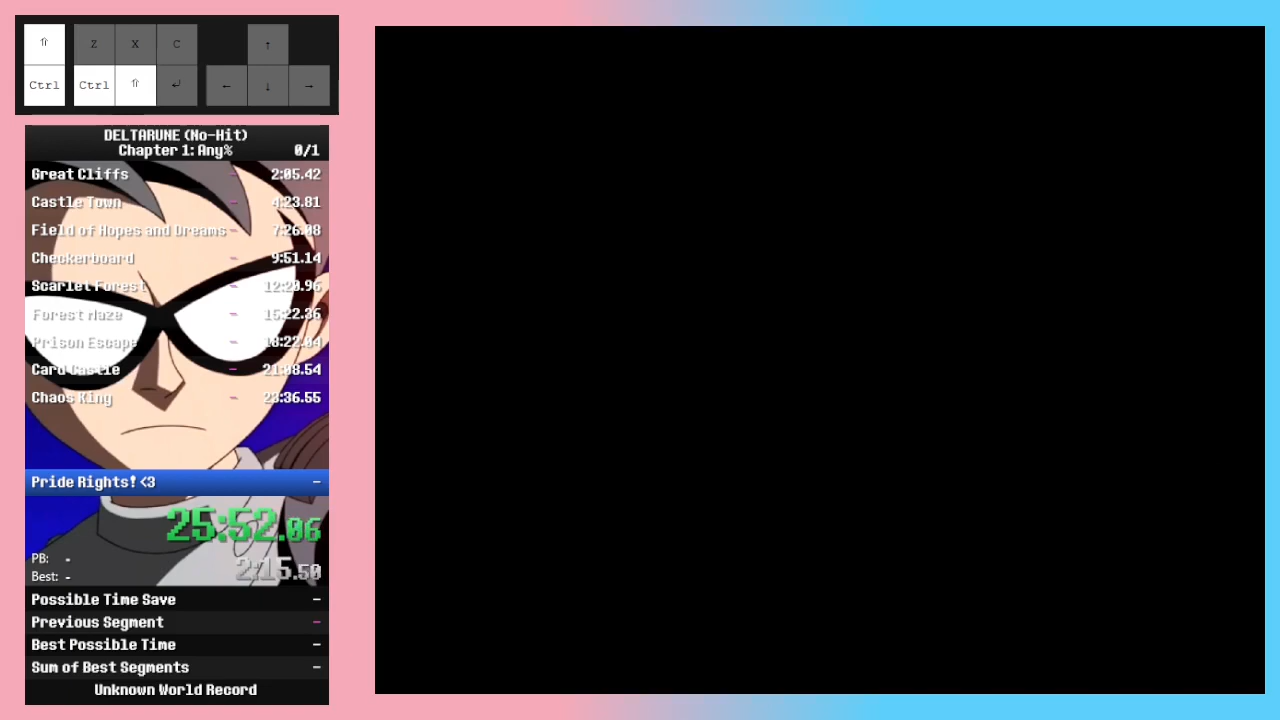 ⇧ Z X C ↑
Ctrl Ctrl ⇧ ↵ ← ↓ →
DELTARUNE (No-Hit)
Chapter 1: Any% 0/1
Great Cliffs - 2:05.42
Castle Town - 4:23.81
Field of Hopes and Dreams - 7:26.08
Checkerboard - 9:51.14
Scarlet Forest - 12:20.96
Forest Maze - 15:22.36
Prison Escape - 18:22.04
Card Castle - 21:08.54
Chaos King - 23:36.55
Pride Rights! <3 -
25:52.06
PB: -
2:15.50
Best: -
Possible Time Save -
Previous Segment -
Best Possible Time -
Sum of Best Segments -
Unknown World Record